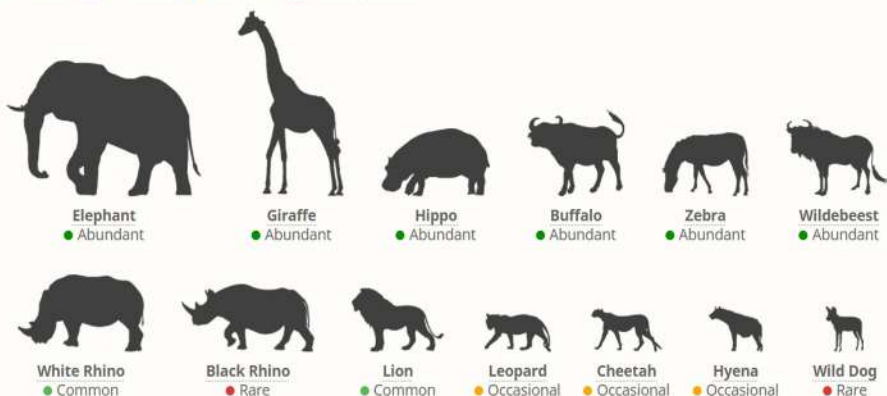 Elephant Giraffe Hippo Buffalo Zebra Wildebeest
Abundant Abundant Abundant Abundant Abundant Abundant
White Rhino Black Rhino Lion Leopard Cheetah Hyena Wild Dog
Common Rare Common Occasional Occasional Occasional Rare